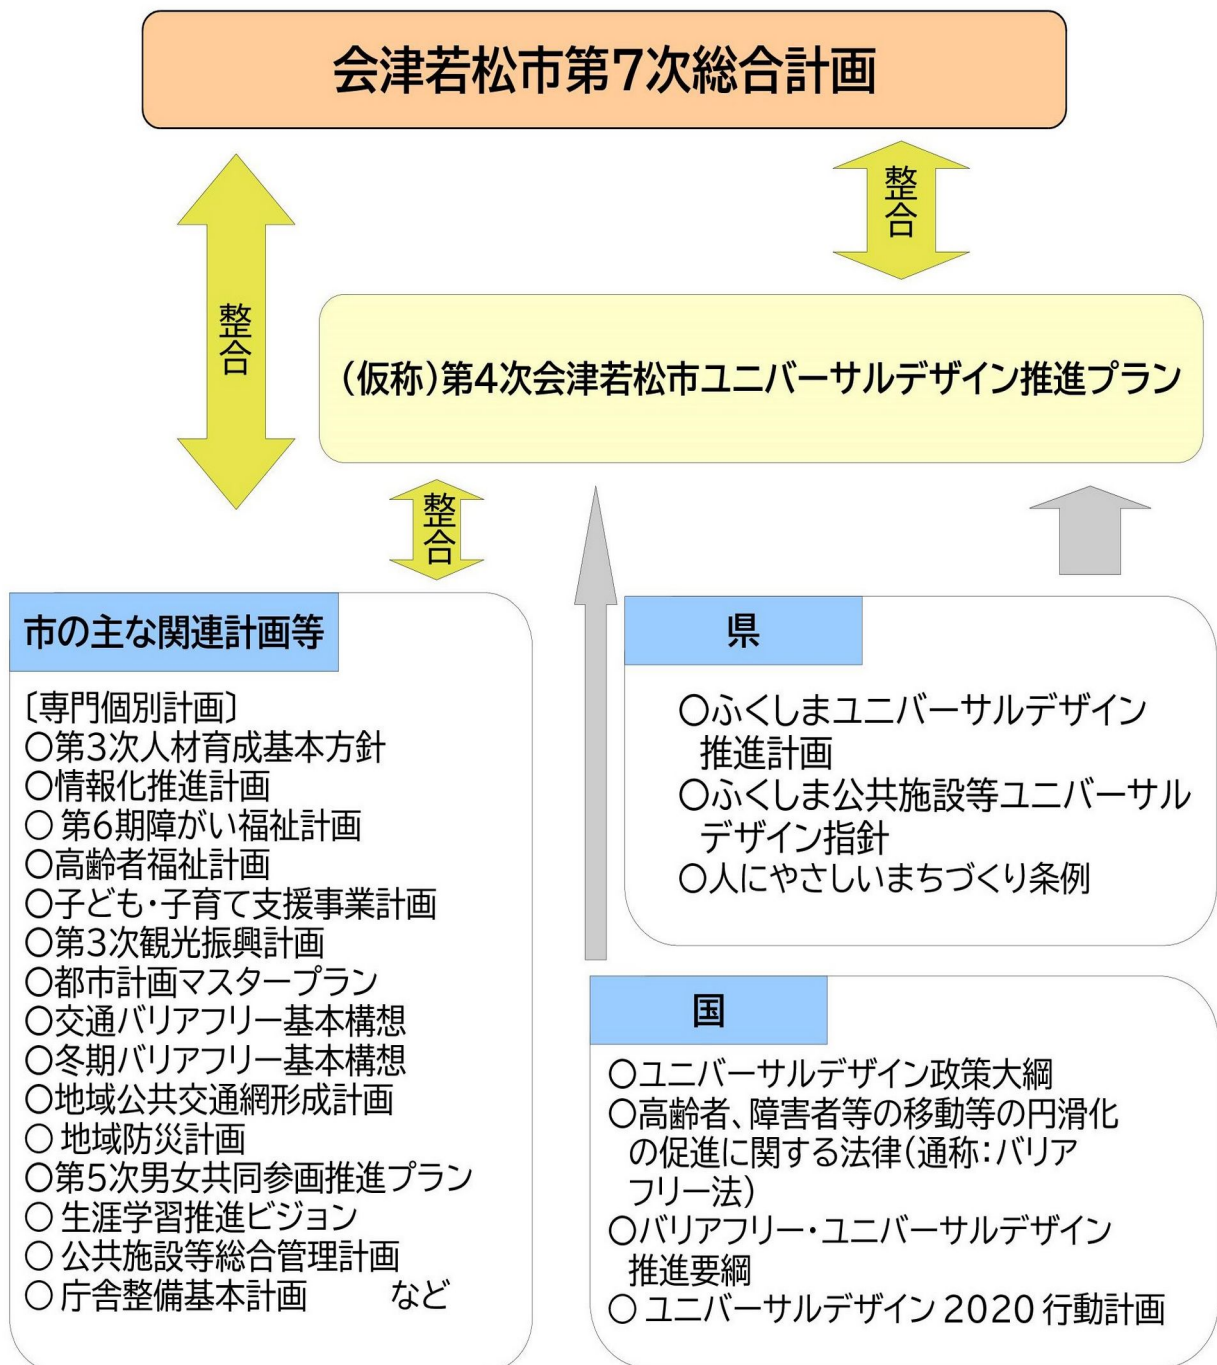 会津若松市第7次総合計画
整合
整合
(仮称)第4次会津若松市ユニバーサルデザイン推進プラン
整合
市の主な関連計画等
〔専門個別計画〕
○第3次人材育成基本方針
○情報化推進計画
○ 第6期障がい福祉計画
○高齢者福祉計画
○子ども・子育て支援事業計画
○第3次観光振興計画
○都市計画マスタープラン
○交通バリアフリー基本構想
○冬期バリアフリー基本構想
○地域公共交通網形成計画
○ 地域防災計画
○第5次男女共同参画推進プラン
○ 生涯学習推進ビジョン
○ 公共施設等総合管理計画
○ 庁舎整備基本計画 など
県
○ふくしまユニバーサルデザイン
推進計画
○ふくしま公共施設等ユニバーサル
デザイン指針
○人にやさしいまちづくり条例
国
○ユニバーサルデザイン政策大綱
○高齢者、障害者等の移動等の円滑化
の促進に関する法律(通称:バリア
フリー法)
○バリアフリー・ユニバーサルデザイン
推進要綱
○ ユニバーサルデザイン 2020 行動計画